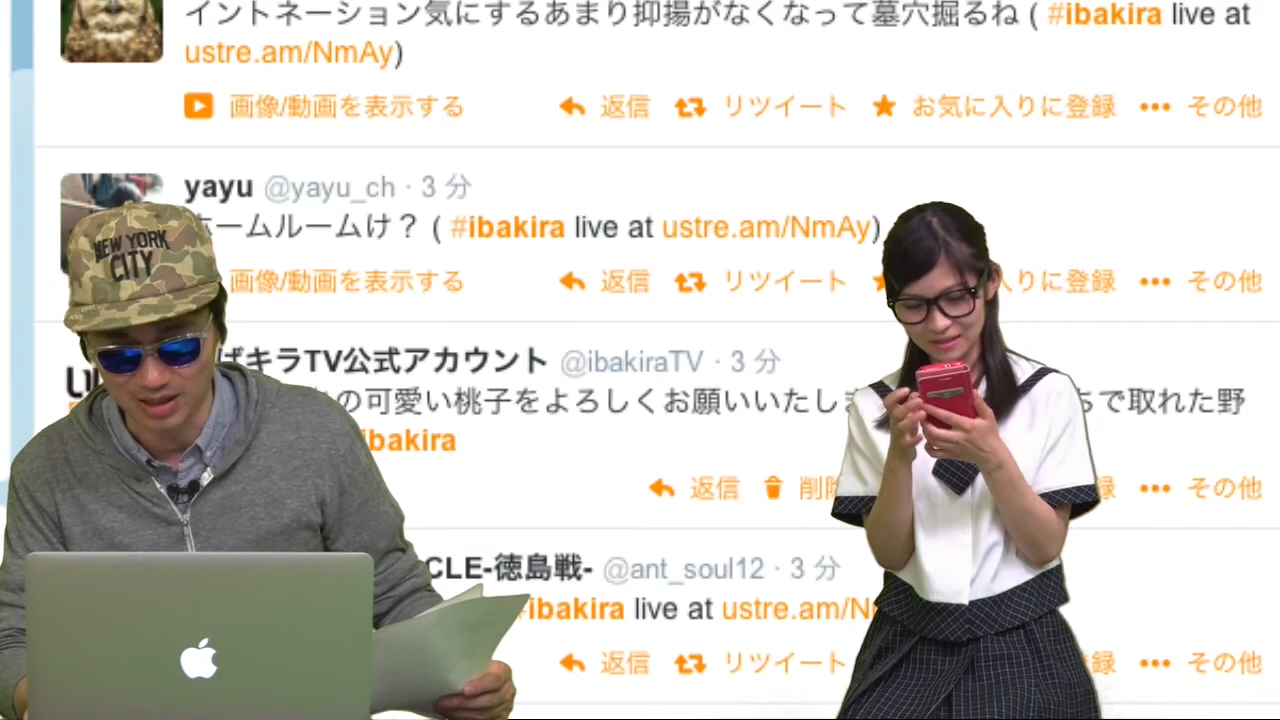 イントネーション気にするあまり抑揚がなくなって墓穴掘るね ( #ibakira live at
ustre.am/NmAy)
画像/動画を表示する 返信 リツイート お気に入りに登録 その他
yayu @yayu_ch · 3 分
ホームルームけ？ ( #ibakira live at ustre.am/NmAy)
NEW YORK
CITY
画像/動画を表示する 返信 リツイート 入りに登録 その他
ばキラTV公式アカウント @ibakiraTV · 3 分
の可愛い桃子をよろしくお願いいたしま ちで取れた野
ibakira
返信 削除 録 その他
CLE-徳島戦- @ant_soul12 · 3 分
#ibakira live at ustre.am/N
返信 リツイート 録 その他